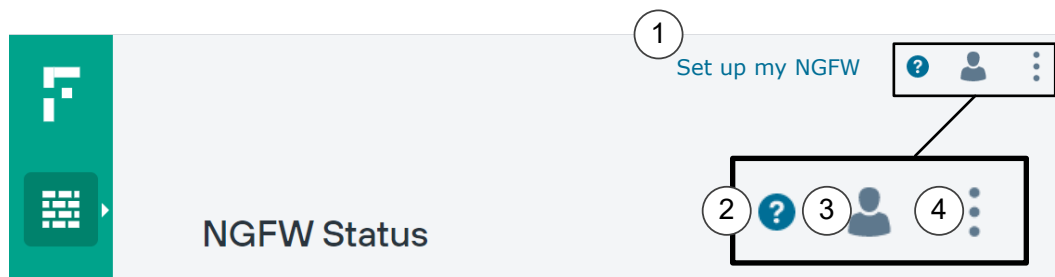 1
Set up my NGFW
?
F
2 ? 3 4
NGFW Status